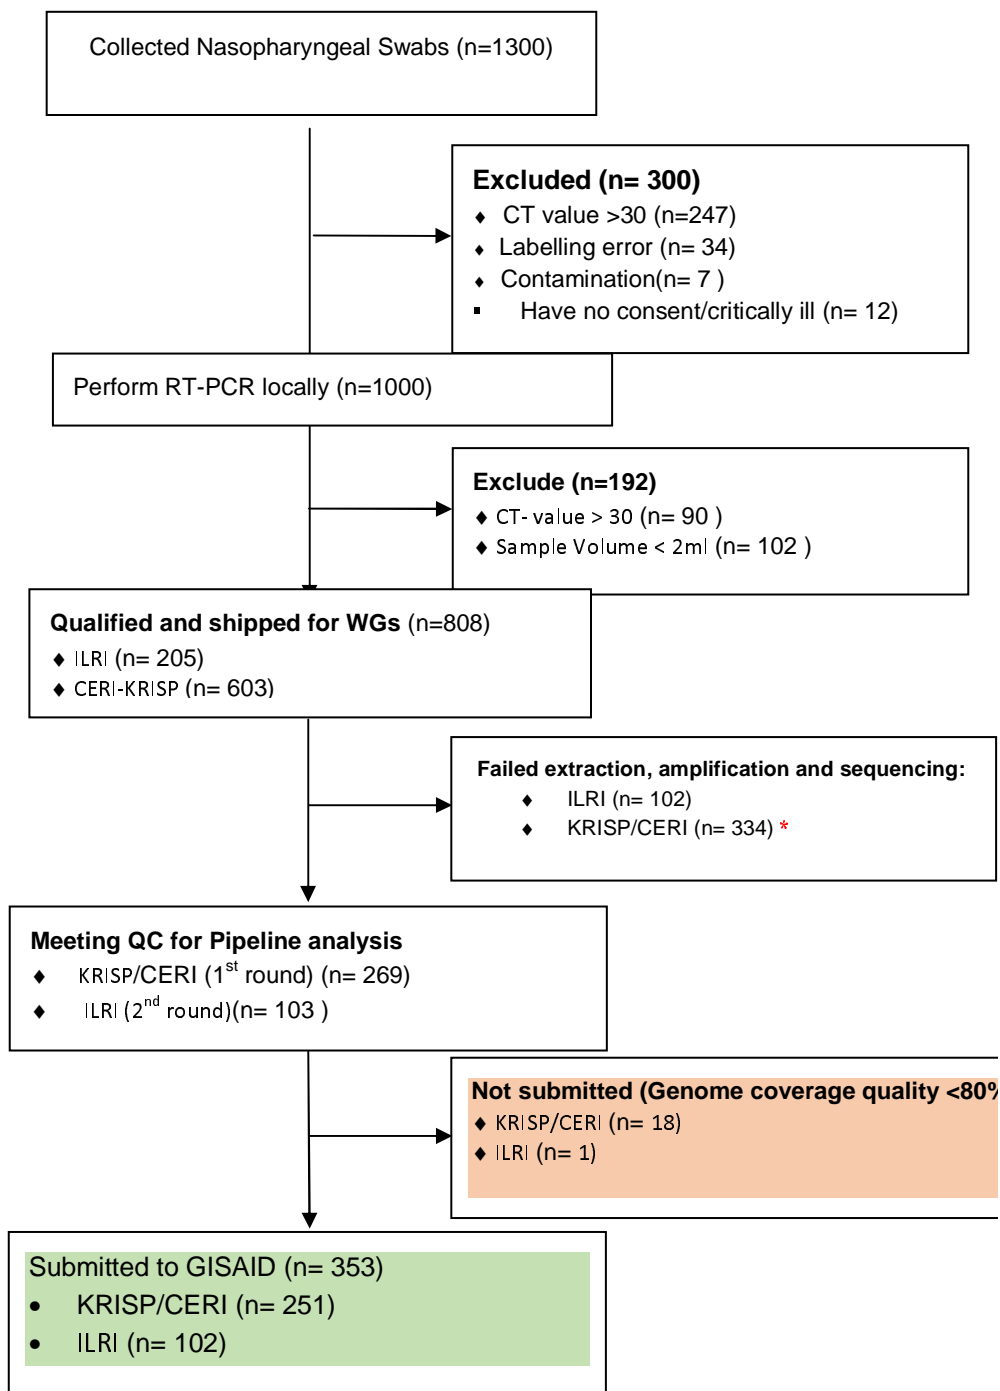 Collected Nasopharyngeal Swabs (n=1300)
Excluded (n= 300)
♦ CT value >30 (n=247)
♦ Labelling error (n= 34)
♦ Contamination(n= 7 )
▪ Have no consent/critically ill (n= 12)
Perform RT-PCR locally (n=1000)
Exclude (n=192)
♦ CT- value > 30 (n= 90 )
♦ Sample Volume < 2ml (n= 102 )
Qualified and shipped for WGs (n=808)
♦ ILRI (n= 205)
♦ CERI-KRISP (n= 603)
Failed extraction, amplification and sequencing:
♦ ILRI (n= 102)
♦ KRISP/CERI (n= 334) *
Meeting QC for Pipeline analysis
♦ KRISP/CERI (1st round) (n= 269)
♦ ILRI (2nd round)(n= 103 )
Not submitted (Genome coverage quality <80%
♦ KRISP/CERI (n= 18)
♦ ILRI (n= 1)
Submitted to GISAID (n= 353)
• KRISP/CERI (n= 251)
• ILRI (n= 102)